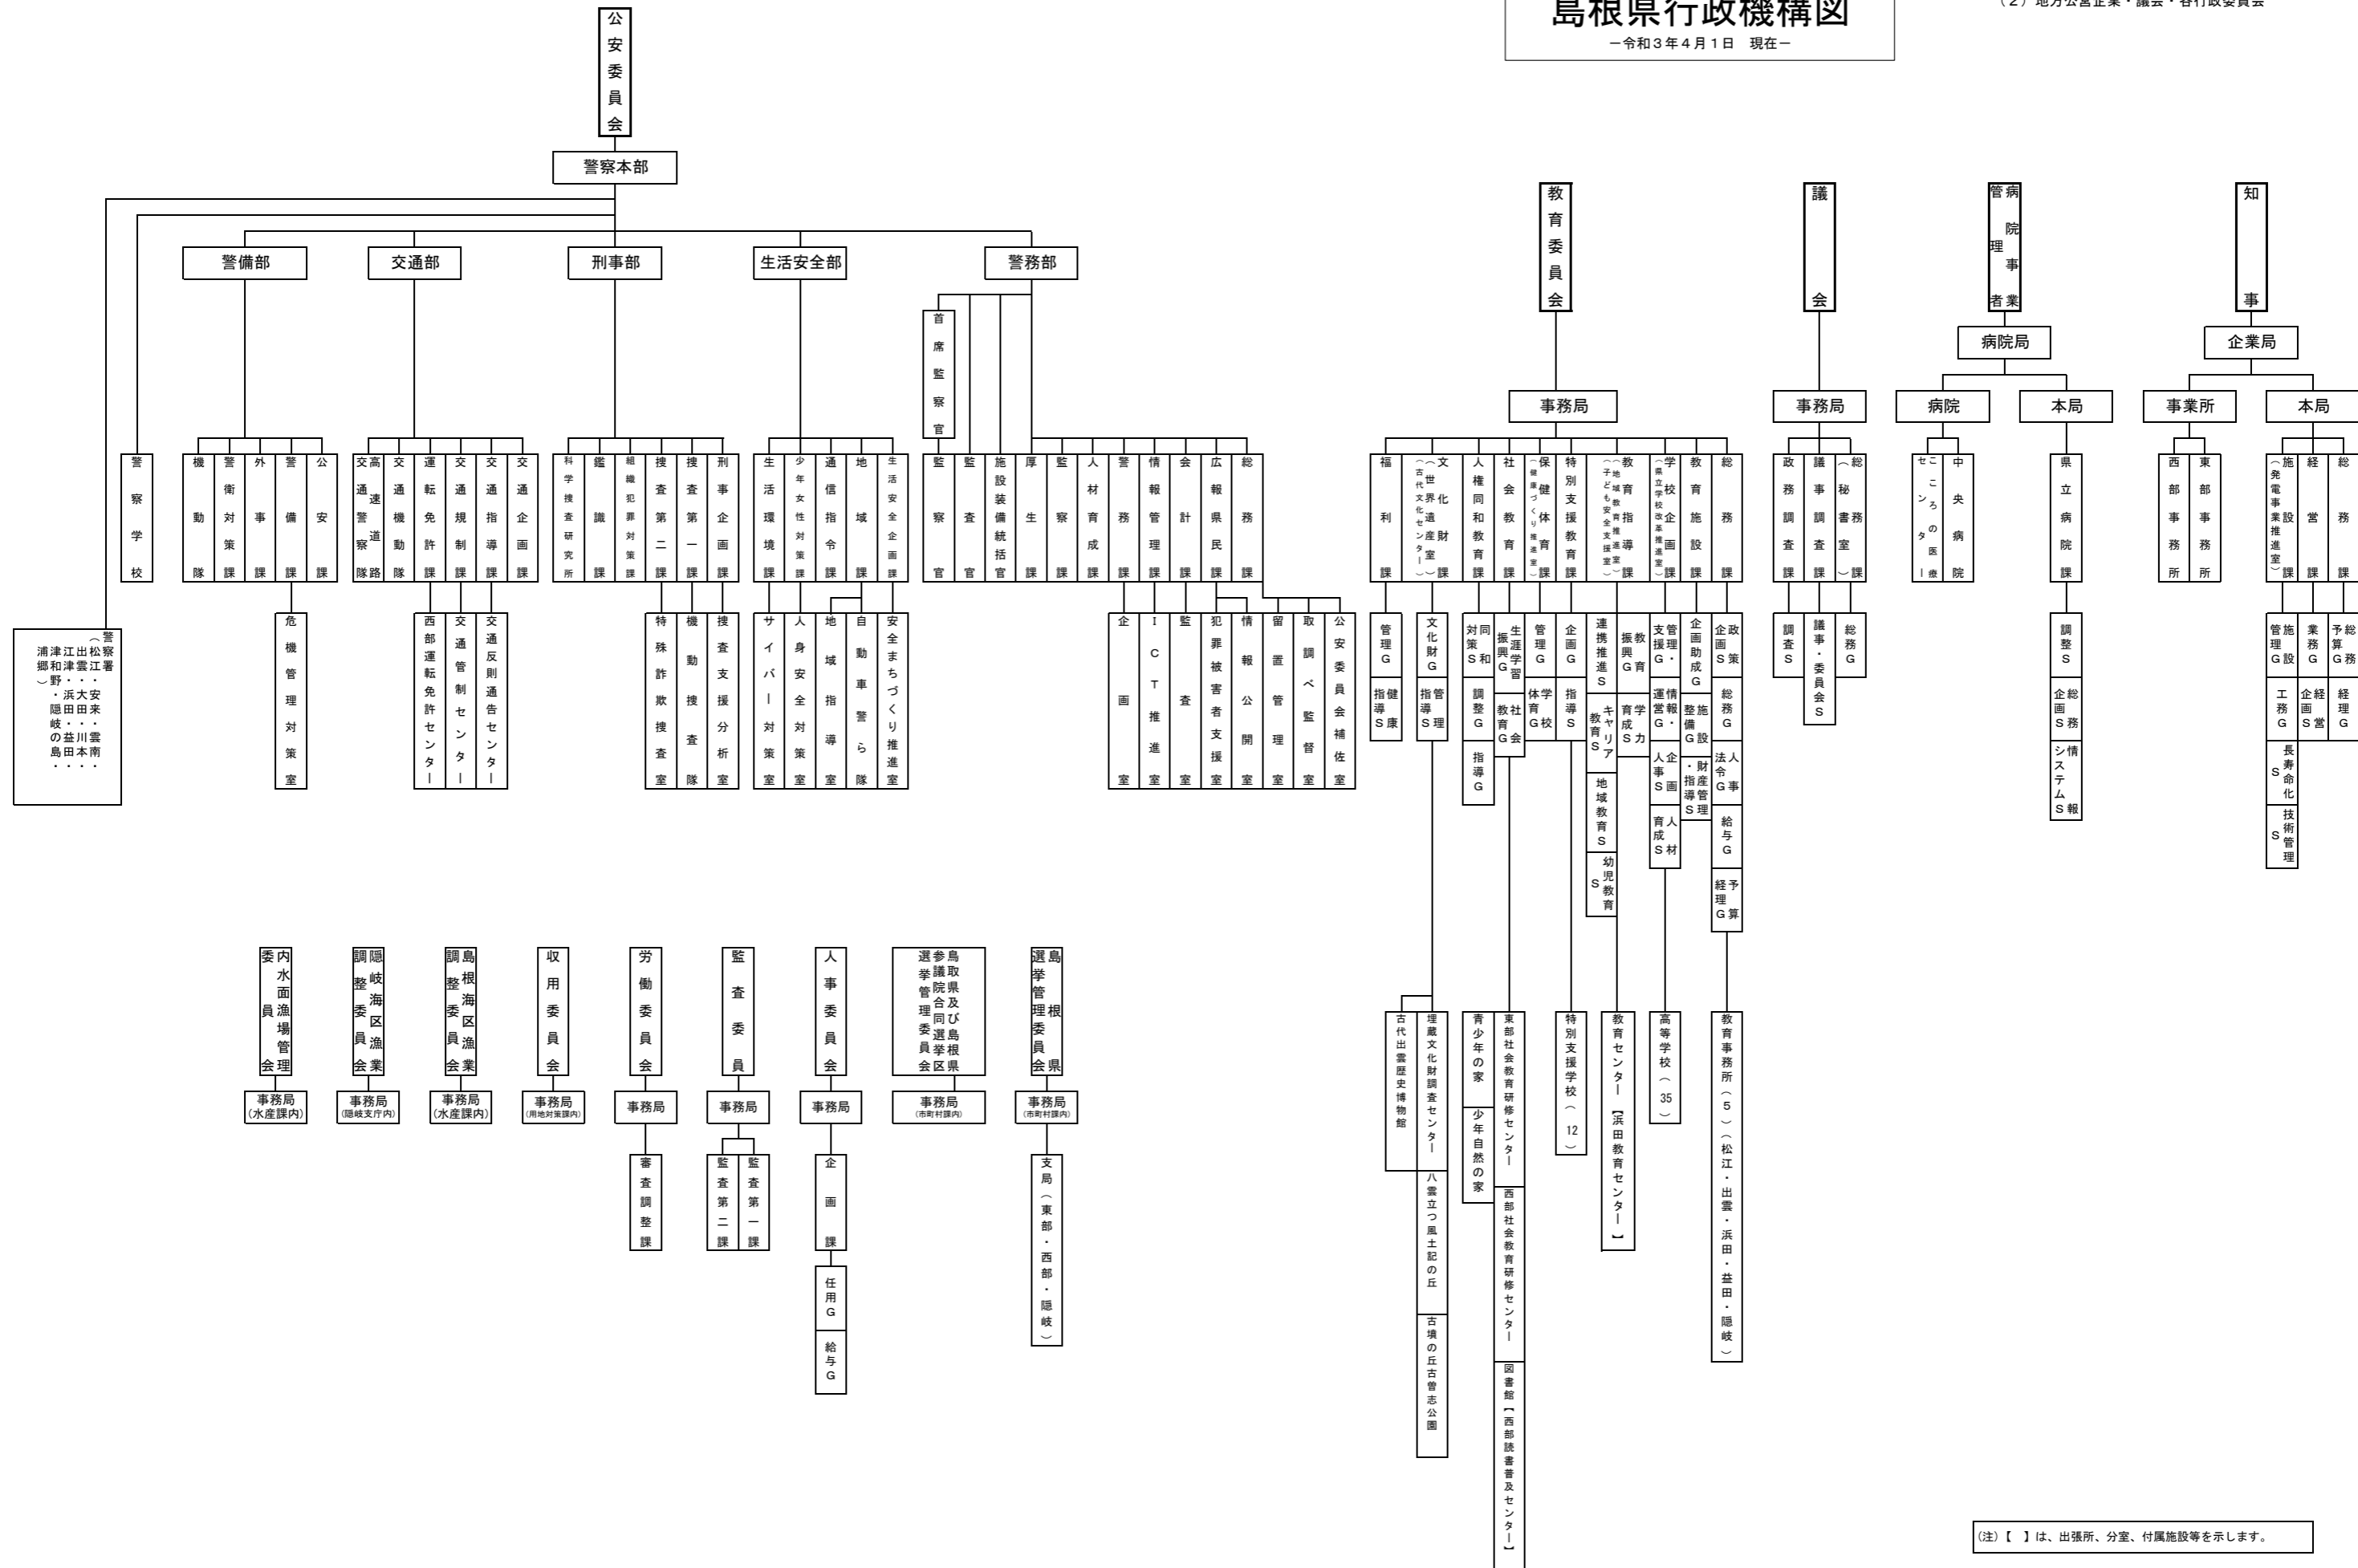 （２）地方公営企業・議会・各行政委員会
島根県行政機構図
－令和３年４月１日　現在－
知事
企業局
本局
総務課
総務予算Ｇ
経理Ｇ
経営課
業務Ｇ
経営企画Ｓ
施設課
（発電事業推進室）
施設管理Ｇ
工務Ｇ
長寿命化Ｓ
技術管理Ｓ
事業所
東部事務所
西部事務所
病院事業管理者
病院局
本局
県立病院課
調整Ｓ
総務企画Ｓ
情報システムＳ
病院
中央病院
こころの医療センター
議会
事務局
総務課
（秘書室）
総務Ｇ
議事調査課
議事・委員会Ｓ
政務調査課
調査Ｓ
教育委員会
事務局
総務課
政策企画Ｓ
総務Ｇ
人事法令Ｇ
給与Ｇ
予算経理Ｇ
教育事務所（５）（松江・出雲・浜田・益田・隠岐）
教育施設課
企画助成Ｇ
施設整備Ｇ
財産管理・指導Ｓ
学校企画課
（県立学校改革推進室）
管理・支援Ｇ
情報・運営Ｇ
企画人事Ｓ
人材育成Ｓ
高等学校（35）
教育指導課
（地域教育推進室）
（子ども安全支援室）
教育振興Ｇ
学力育成Ｓ
連携推進Ｓ
キャリア教育Ｓ
地域教育Ｓ
幼児教育Ｓ
教育センター【浜田教育センター】
特別支援教育課
企画Ｇ
指導Ｓ
特別支援学校（12）
保健体育課
（健康づくり推進室）
管理Ｇ
学校体育Ｇ
社会教育課
生涯学習振興Ｇ
社会教育Ｇ
東部社会教育研修センター
西部社会教育研修センター
図書館【西部読書普及センター】
青少年の家
少年自然の家
人権同和教育課
同和対策Ｓ
調整Ｇ
指導Ｇ
文化財課
（世界遺産室）
（古代文化センター）
文化財Ｇ
管理指導Ｓ
埋蔵文化財調査センター
八雲立つ風土記の丘
古墳の丘古曽志公園
古代出雲歴史博物館
福利課
管理Ｇ
健康指導Ｓ
公安委員会
警察本部
警務部
総務課
公安委員会補佐室
取調べ監督室
留置管理室
広報県民課
情報公開室
犯罪被害者支援室
会計課
監査室
情報管理課
ＩＣＴ推進室
警務課
企画室
人材育成課
監察課
厚生課
施設装備統括官
監査官
首席監察官
監察官
生活安全部
生活安全企画課
安全まちづくり推進室
地域課
自動車警ら隊
地域指導室
通信指令課
少年女性対策課
人身安全対策室
生活環境課
サイバー対策室
刑事部
刑事企画課
捜査支援分析室
捜査第一課
機動捜査隊
捜査第二課
特殊詐欺捜査室
組織犯罪対策課
鑑識課
科学捜査研究所
交通部
交通企画課
交通指導課
交通反則通告センター
交通規制課
交通管制センター
運転免許課
西部運転免許センター
交通機動隊
高速道路交通警察隊
警備部
公安課
警備課
危機管理対策室
外事課
警衛対策課
機動隊
警察学校
警察署
（松江・安来・雲南・
出雲・大田・川本・
江津・浜田・益田・
津和野・隠岐の島・
浦郷）
島根県選挙管理委員会
事務局
（市町村課内）
支局（東部・西部・隠岐）
鳥取県及び島根県
参議院合同選挙区
選挙管理委員会
事務局
（市町村課内）
人事委員会
事務局
企画課
任用Ｇ
給与Ｇ
監査委員
事務局
監査第一課
監査第二課
労働委員会
事務局
審査調整課
収用委員会
事務局
（用地対策課内）
島根海区漁業調整委員会
事務局
（水産課内）
隠岐海区漁業調整委員会
事務局
（隠岐支庁内）
内水面漁場管理委員会
事務局
（水産課内）
（注）【　】は、出張所、分室、付属施設等を示します。